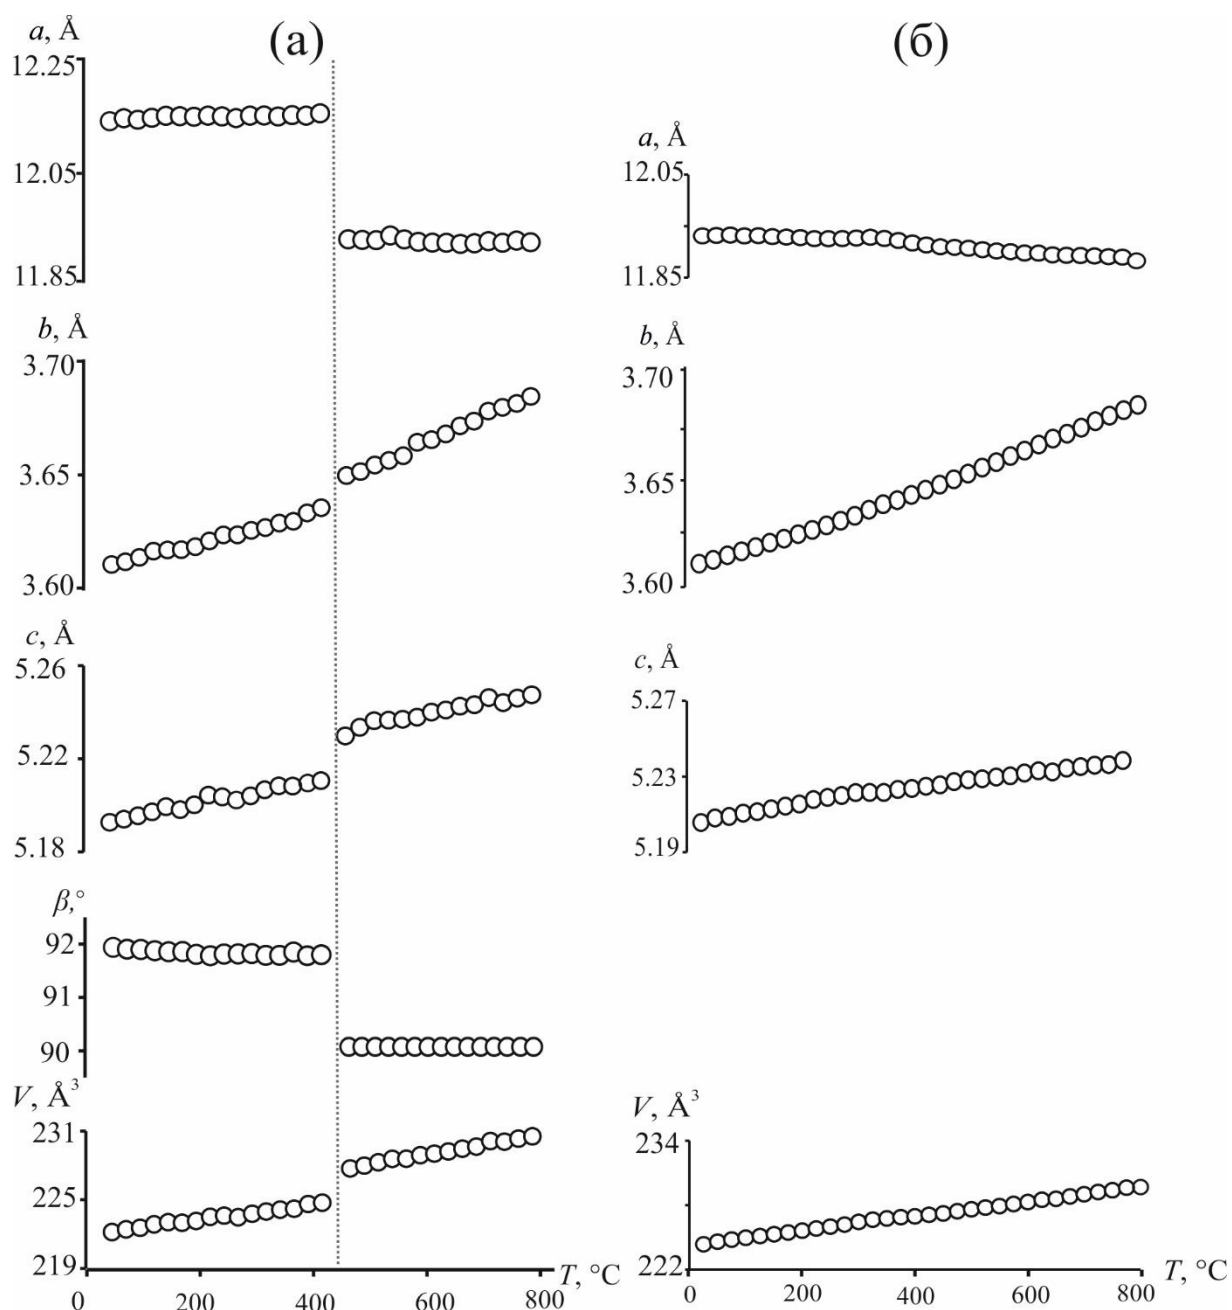 (а)
a, Å
12.25
12.05
11.85
b, Å
3.70
3.65
3.60
c, Å
5.26
5.22
5.18
β,°
92
91
90
V, Å³
231
225
219
0 200 400 600 800
T, °C
(б)
a, Å
12.05
11.85
b, Å
3.70
3.65
3.60
c, Å
5.27
5.23
5.19
V, Å³
234
222
0 200 400 600 800
T, °C